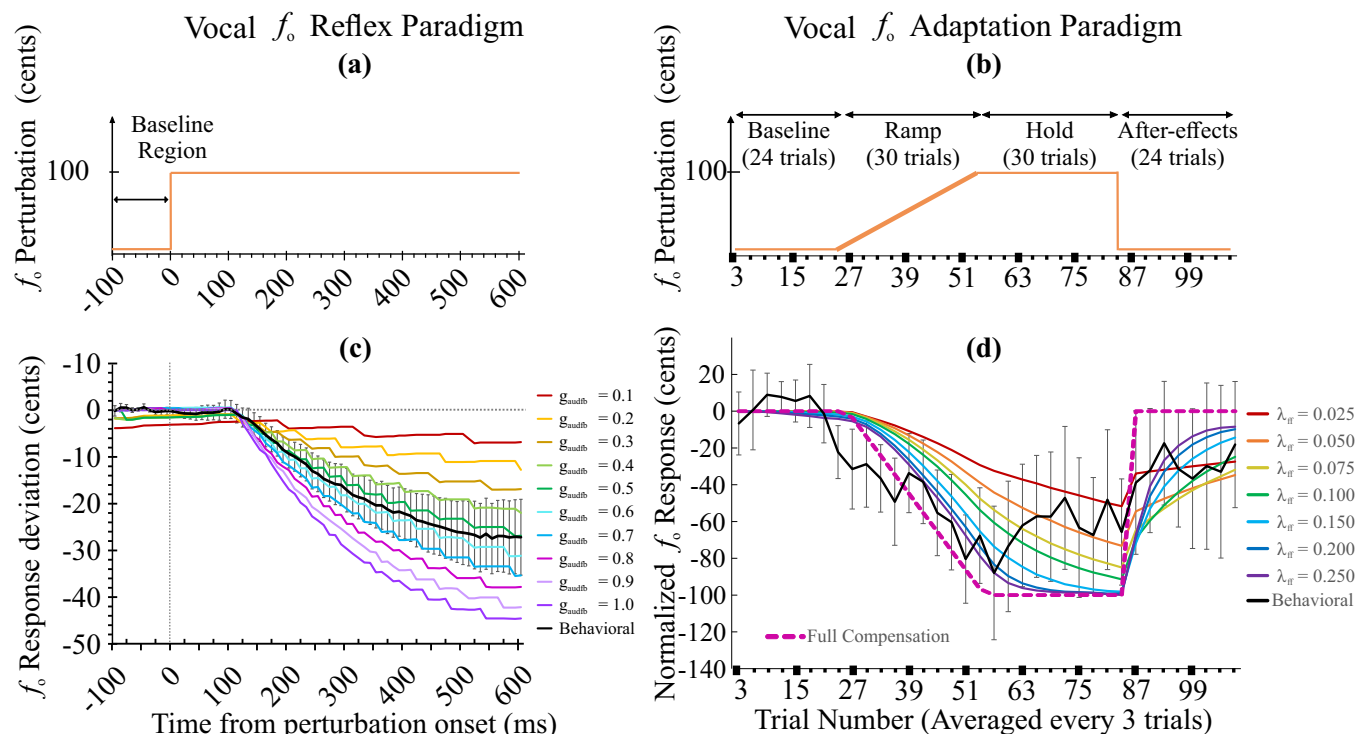 Vocal fo Reflex Paradigm
(a)
fo Perturbation (cents)
100
Baseline
Region
-100 0 100 200 300 400 500 600
Vocal fo Adaptation Paradigm
(b)
fo Perturbation (cents)
100
Baseline
(24 trials)
Ramp
(30 trials)
Hold
(30 trials)
After-effects
(24 trials)
3 15 27 39 51 63 75 87 99
(c)
fo Response deviation (cents)
-10
0
-10
-20
-30
-40
-50
-100 0 100 200 300 400 500 600
Time from perturbation onset (ms)
gaudfb = 0.1
gaudfb = 0.2
gaudfb = 0.3
gaudfb = 0.4
gaudfb = 0.5
gaudfb = 0.6
gaudfb = 0.7
gaudfb = 0.8
gaudfb = 0.9
gaudfb = 1.0
Behavioral
(d)
Normalized fo Response (cents)
20
0
-20
-40
-60
-80
-100
-120
-140
Full Compensation
3 15 27 39 51 63 75 87 99
Trial Number (Averaged every 3 trials)
λff = 0.025
λff = 0.050
λff = 0.075
λff = 0.100
λff = 0.150
λff = 0.200
λff = 0.250
Behavioral